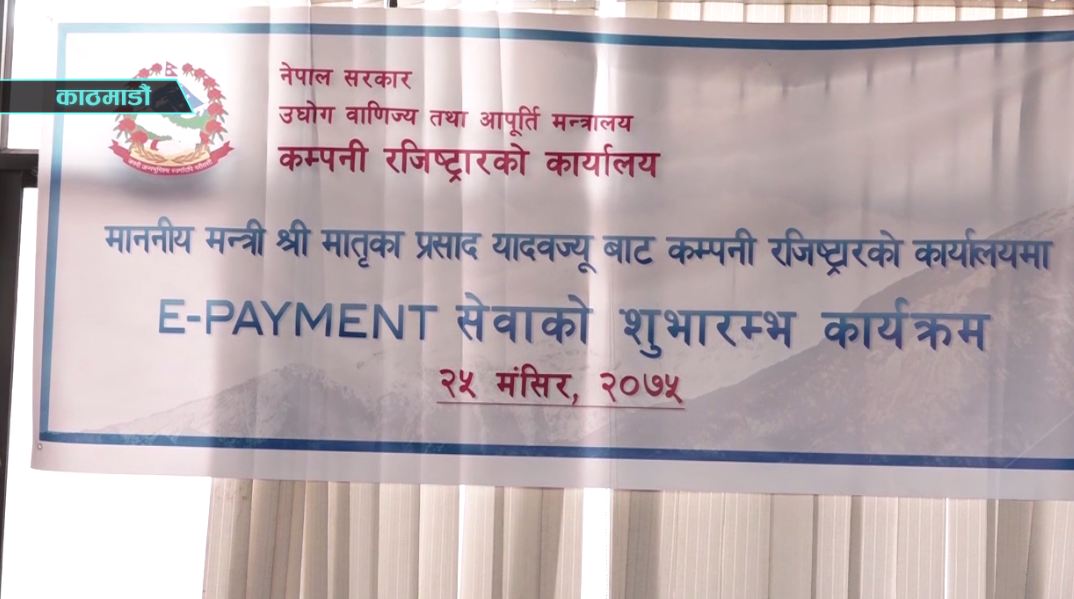 काठमाडौं
नेपाल सरकार
उघोग वाणिज्य तथा आपूर्ति मन्त्रालय
कम्पनी रजिष्ट्रारको कार्यालय
माननीय मन्त्री श्री मातृका प्रसाद यादवज्यू बाट कम्पनी रजिष्ट्रारको कार्यालयमा
E-PAYMENT सेवाको शुभारम्भ कार्यक्रम
२५ मंसिर, २०७५